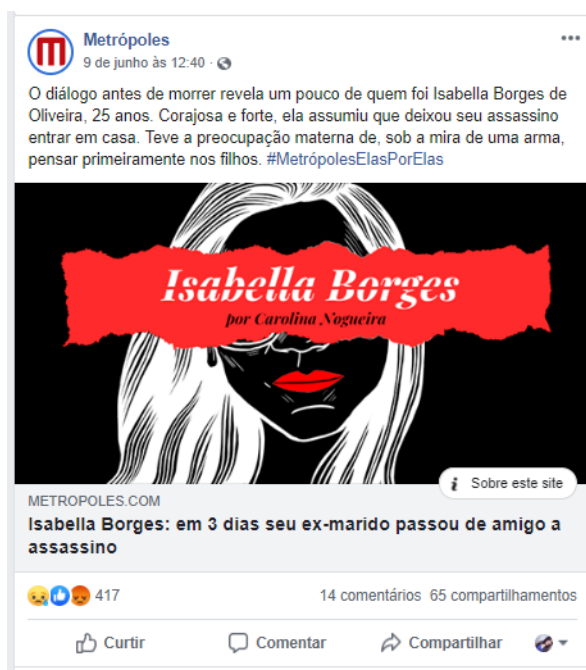 Metrópoles
9 de junho às 12:40 ·
O diálogo antes de morrer revela um pouco de quem foi Isabella Borges de
Oliveira, 25 anos. Corajosa e forte, ela assumiu que deixou seu assassino
entrar em casa. Teve a preocupação materna de, sob a mira de uma arma,
pensar primeiramente nos filhos. #MetrópolesElasPorElas
Isabella Borges
por Carolina Nogueira
i Sobre este site
METROPOLES.COM
Isabella Borges: em 3 dias seu ex-marido passou de amigo a
assassino
417 14 comentários 65 compartilhamentos
Curtir Comentar Compartilhar